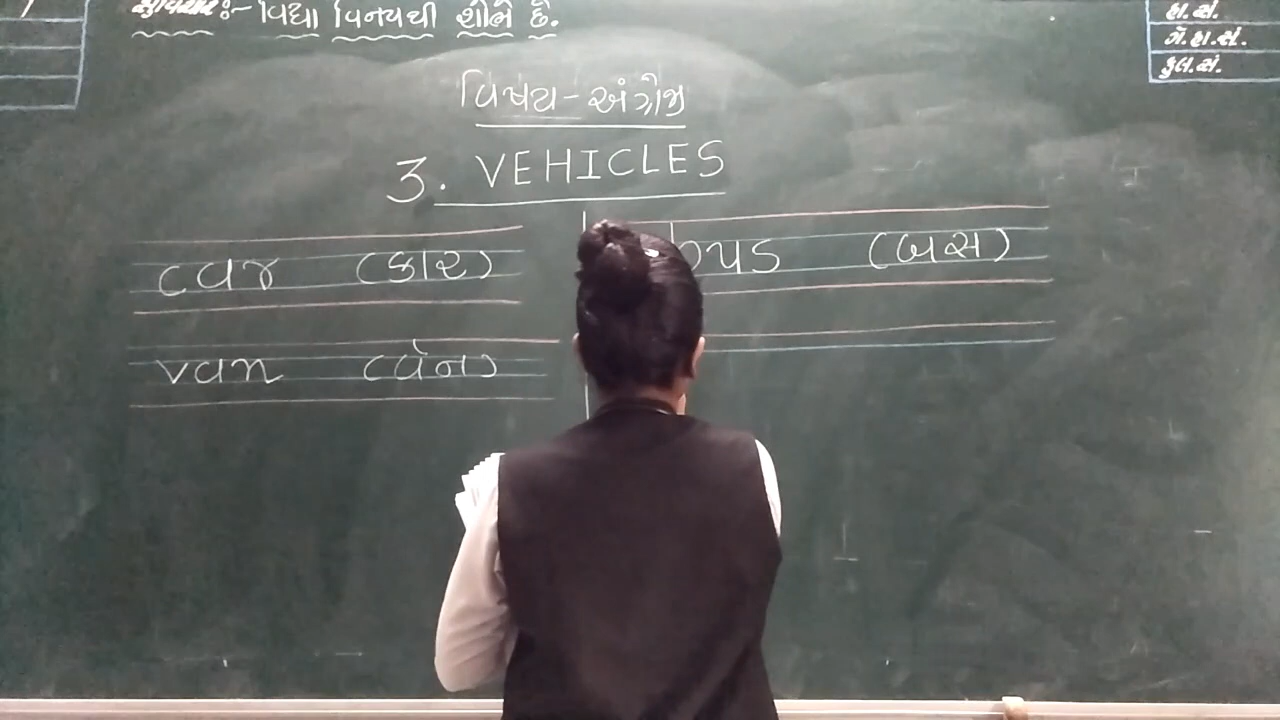 સુવિચાર :- વિદ્યા વિનયથી શોભે છે.
હા.સં.
ગે.હા.સં.
કુલ.સં.
વિષય - અંગ્રેજી
3. VEHICLES
car (કાર)
bus (બસ)
van (વેન)